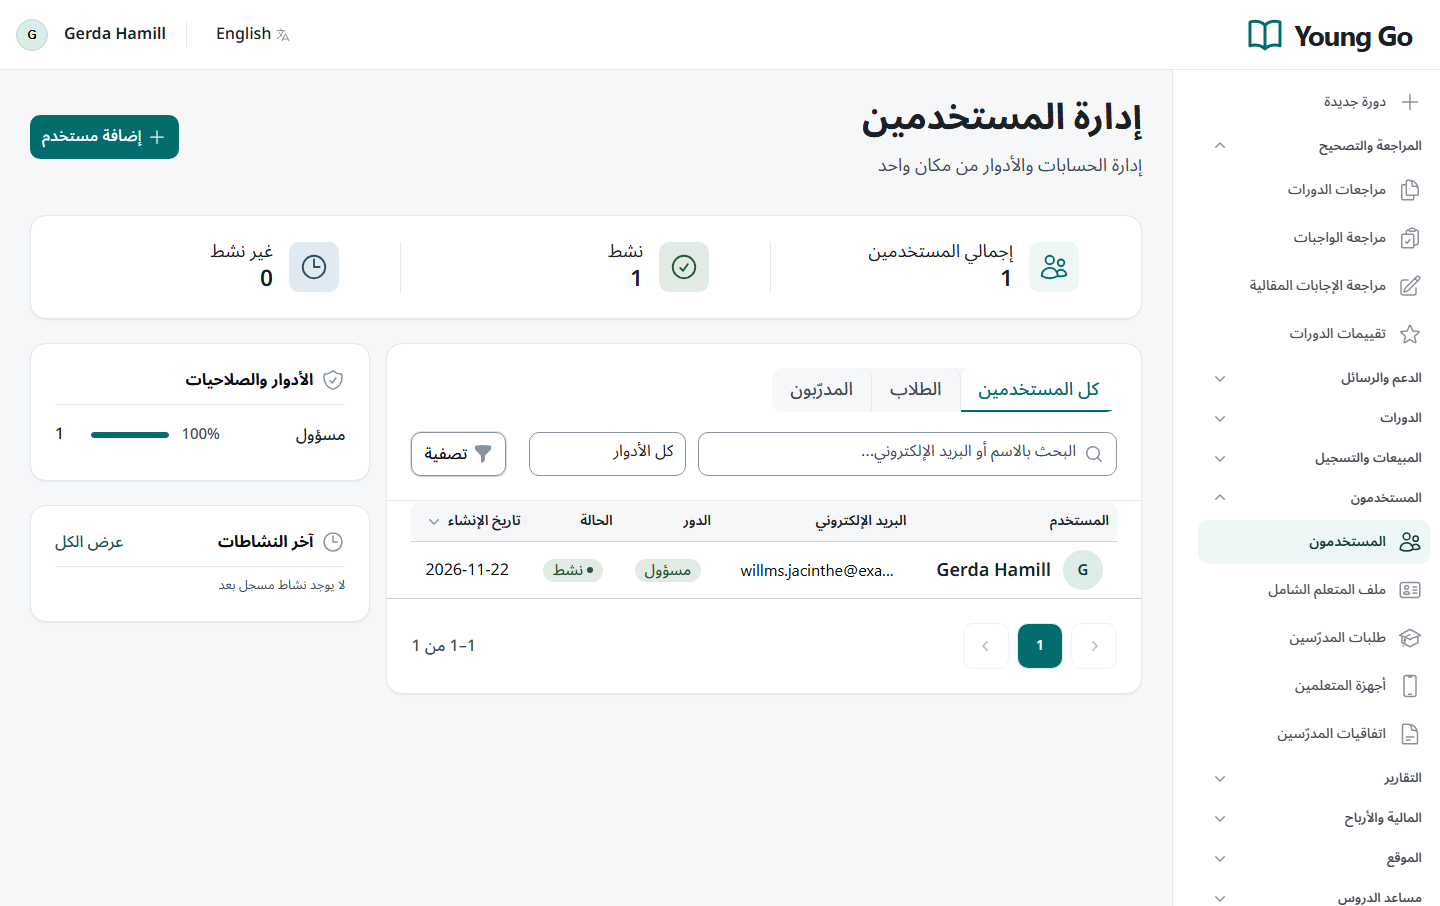 Young Go
English
Gerda Hamill
G
دورة جديدة
المراجعة والتصحيح
مراجعات الدورات
مراجعة الواجبات
مراجعة الإجابات المقالية
تقييمات الدورات
الدعم والرسائل
الدورات
المبيعات والتسجيل
المستخدمون
المستخدمون
ملف المتعلم الشامل
طلبات المدرّسين
أجهزة المتعلمين
اتفاقيات المدرّسين
التقارير
المالية والأرباح
الموقع
مساعد الدروس
إدارة المستخدمين
إدارة الحسابات والأدوار من مكان واحد
إضافة مستخدم
إجمالي المستخدمين
1
نشط
1
غير نشط
0
كل المستخدمين
الطلاب
المدرّبون
البحث بالاسم أو البريد الإلكتروني...
كل الأدوار
تصفية
المستخدم البريد الإلكتروني الدور الحالة تاريخ الإنشاء
G Gerda Hamill willms.jacinthe@exa... مسؤول نشط 2026-11-22
1
1–1 من 1
الأدوار والصلاحيات
مسؤول 100% 1
آخر النشاطات
عرض الكل
لا يوجد نشاط مسجل بعد